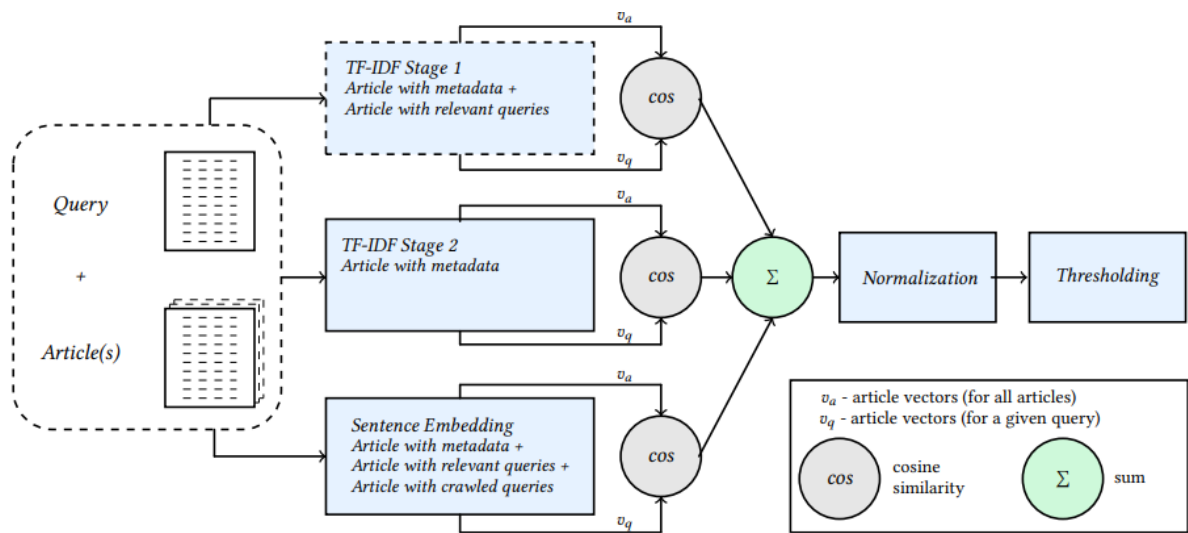 Query
+
Article(s)
TF-IDF Stage 1
Article with metadata +
Article with relevant queries
v_a
v_q
cos
TF-IDF Stage 2
Article with metadata
v_a
v_q
cos
Sentence Embedding
Article with metadata +
Article with relevant queries +
Article with crawled queries
v_a
v_q
cos
Σ
Normalization
Thresholding
v_a - article vectors (for all articles)
v_q - article vectors (for a given query)
cos
cosine
similarity
Σ
sum